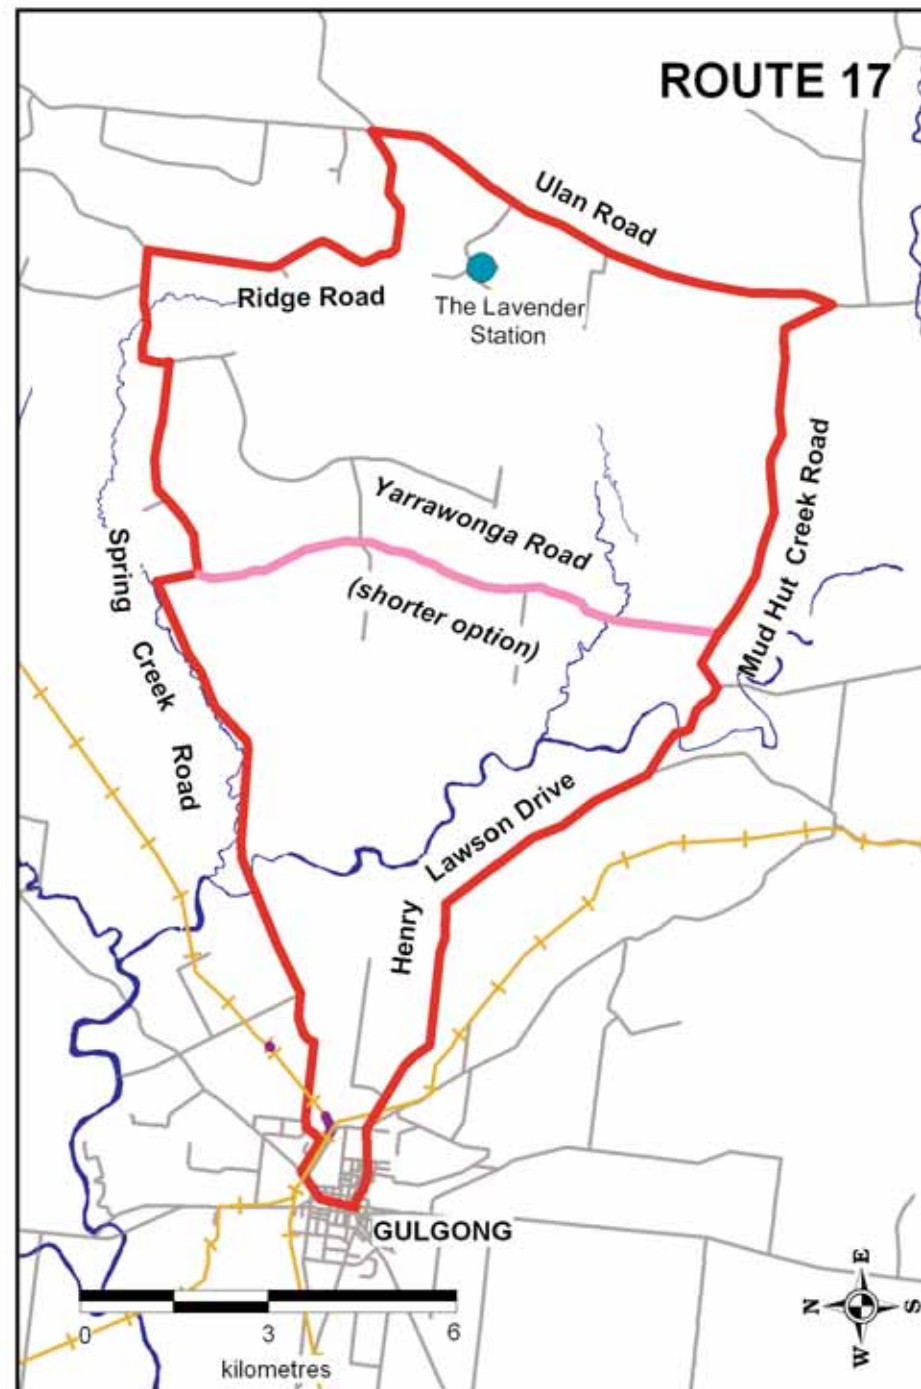 ROUTE 17
Ulan Road
Ridge Road
The Lavender
Station
Yarrawonga Road
(shorter option)
Mud Hut Creek Road
Spring Creek Road
Henry Lawson Drive
GULGONG
0 3 6
kilometres
E
N S
W